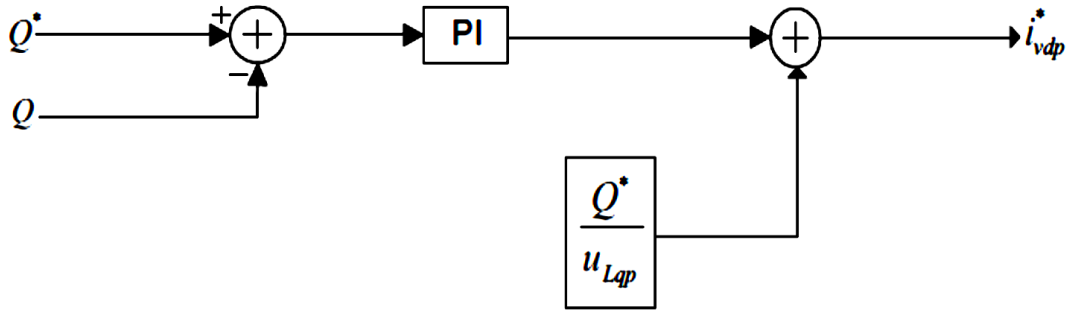 Q* + + PI + i*vdp
−
Q
Q*
uLqp